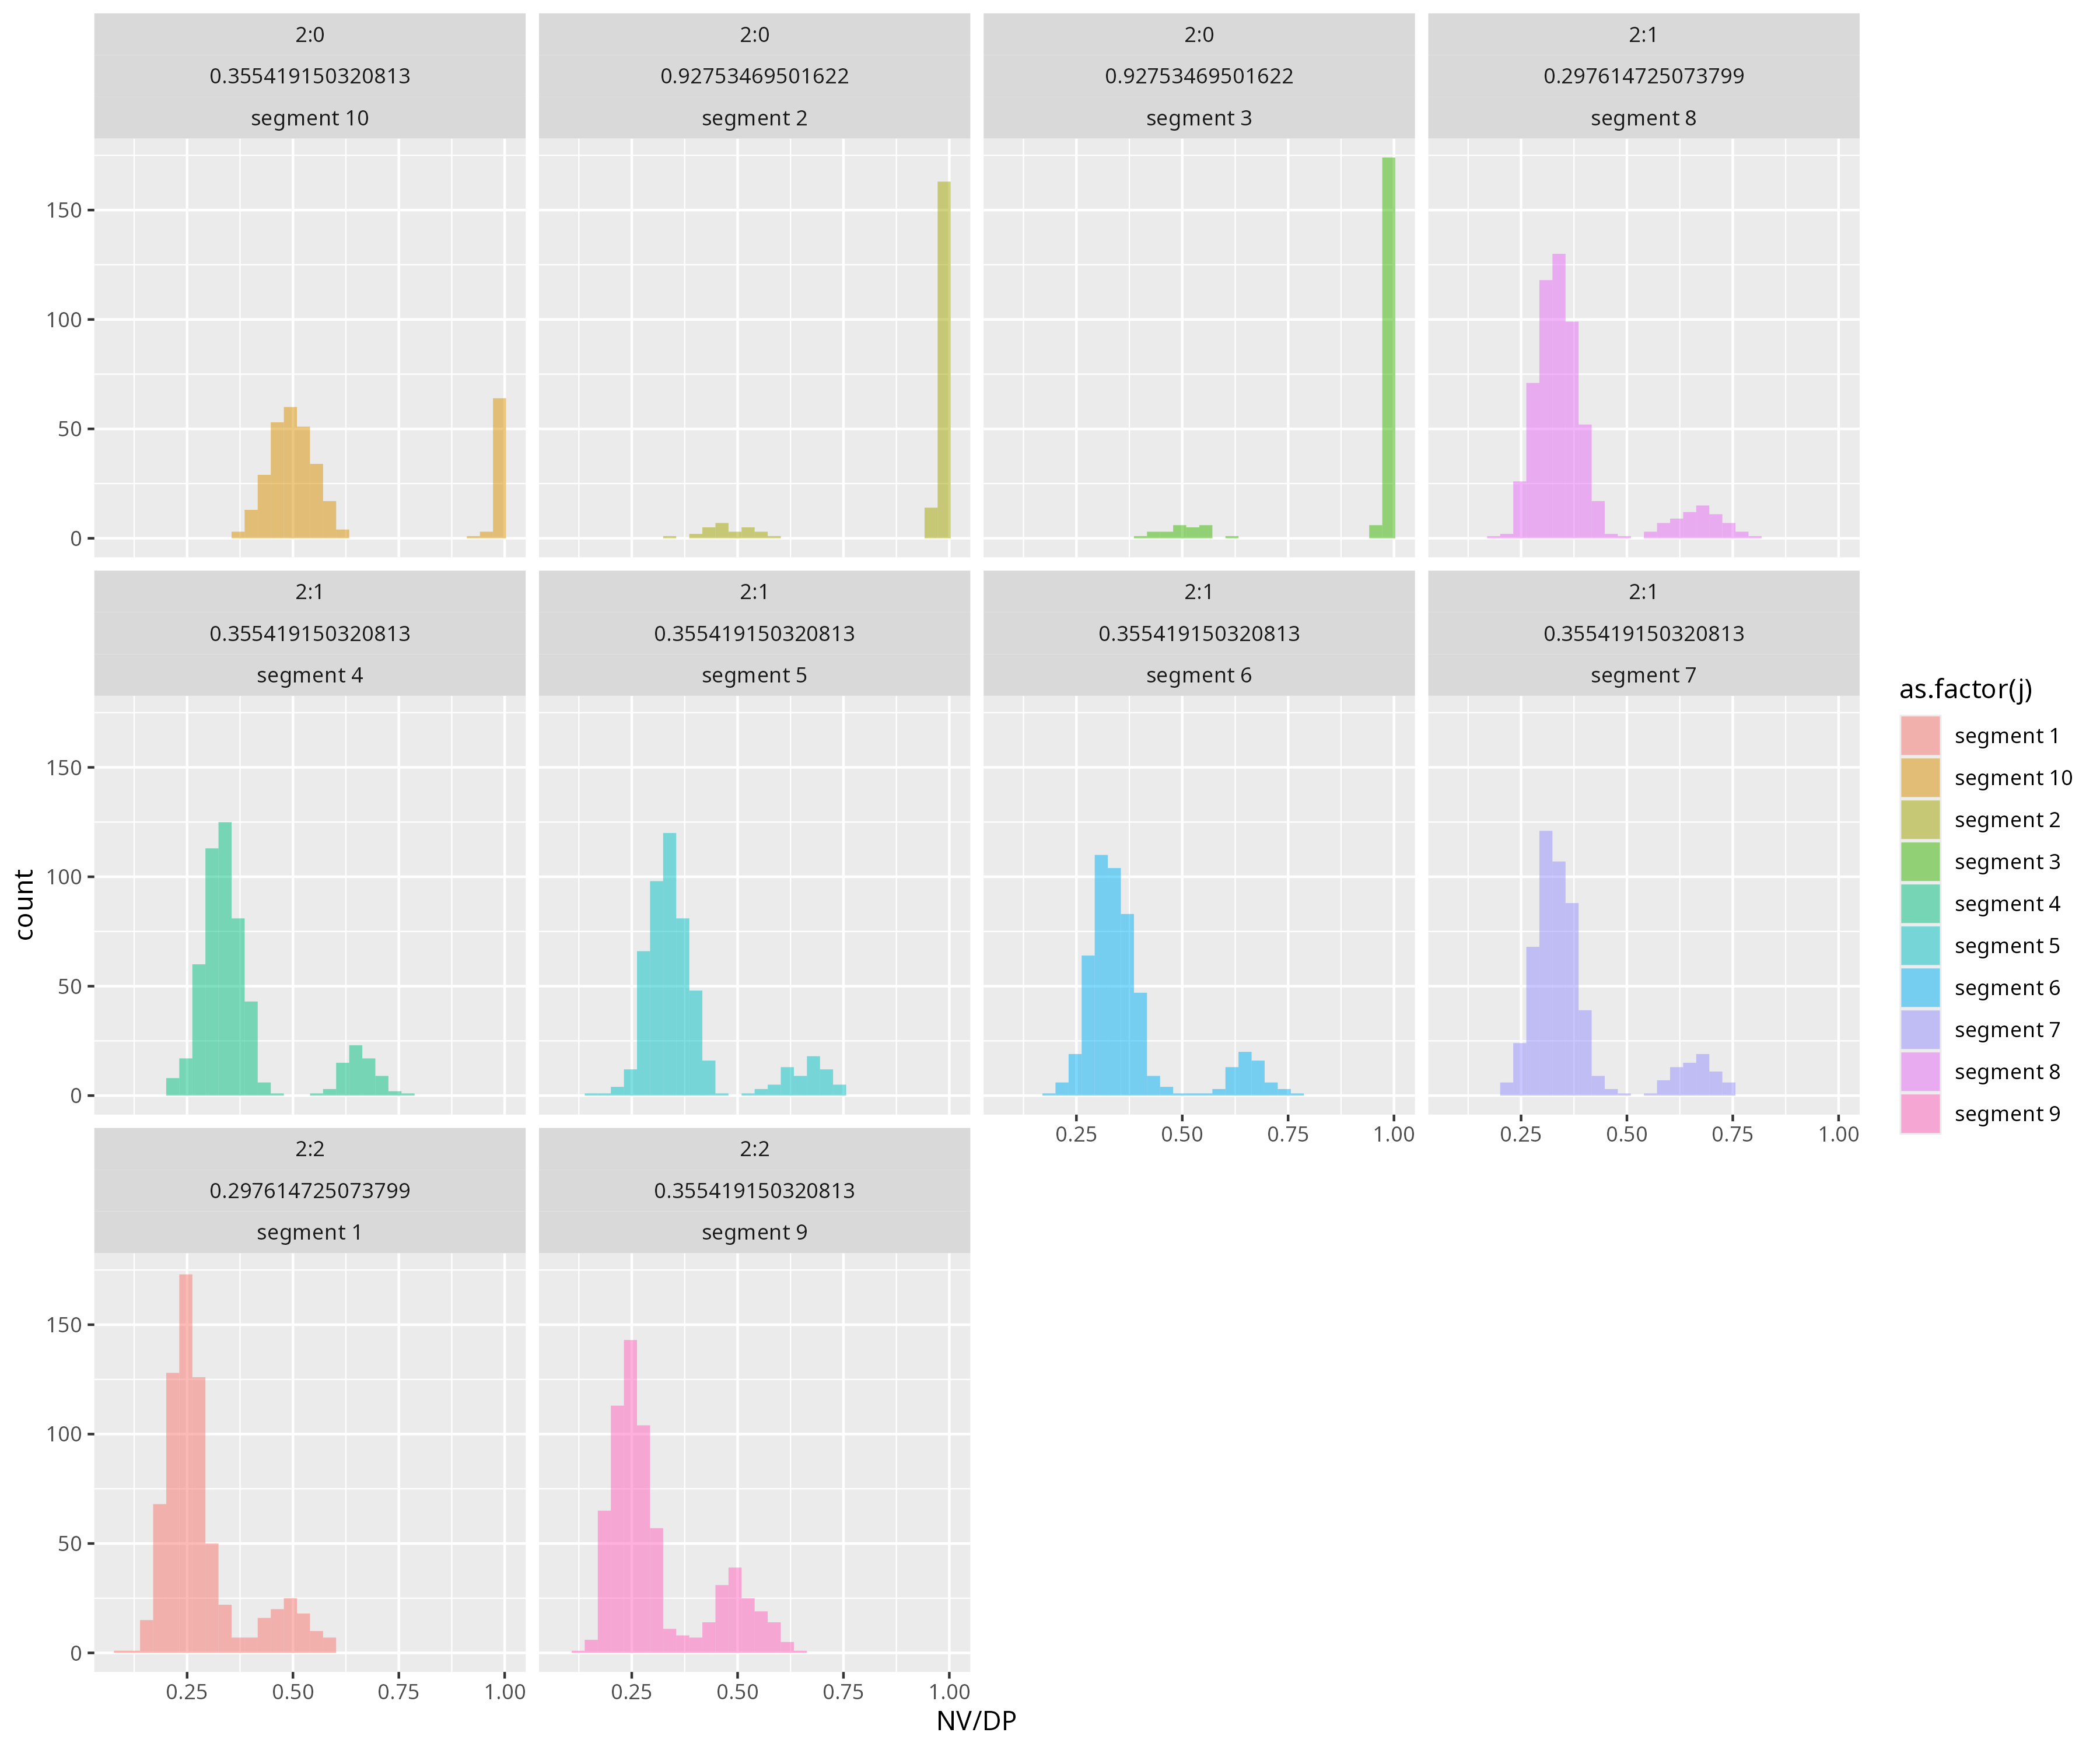 2:0
0.355419150320813
segment 10
2:0
0.92753469501622
segment 2
2:0
0.92753469501622
segment 3
2:1
0.297614725073799
segment 8
150
100
50
0
2:1
0.355419150320813
segment 4
2:1
0.355419150320813
segment 5
2:1
0.355419150320813
segment 6
2:1
0.355419150320813
segment 7
150
100
50
0
0.25 0.50 0.75 1.00
0.25 0.50 0.75 1.00
2:2
0.297614725073799
segment 1
2:2
0.355419150320813
segment 9
150
100
50
0
0.25 0.50 0.75 1.00
0.25 0.50 0.75 1.00
count
NV/DP
as.factor(j)
segment 1
segment 10
segment 2
segment 3
segment 4
segment 5
segment 6
segment 7
segment 8
segment 9